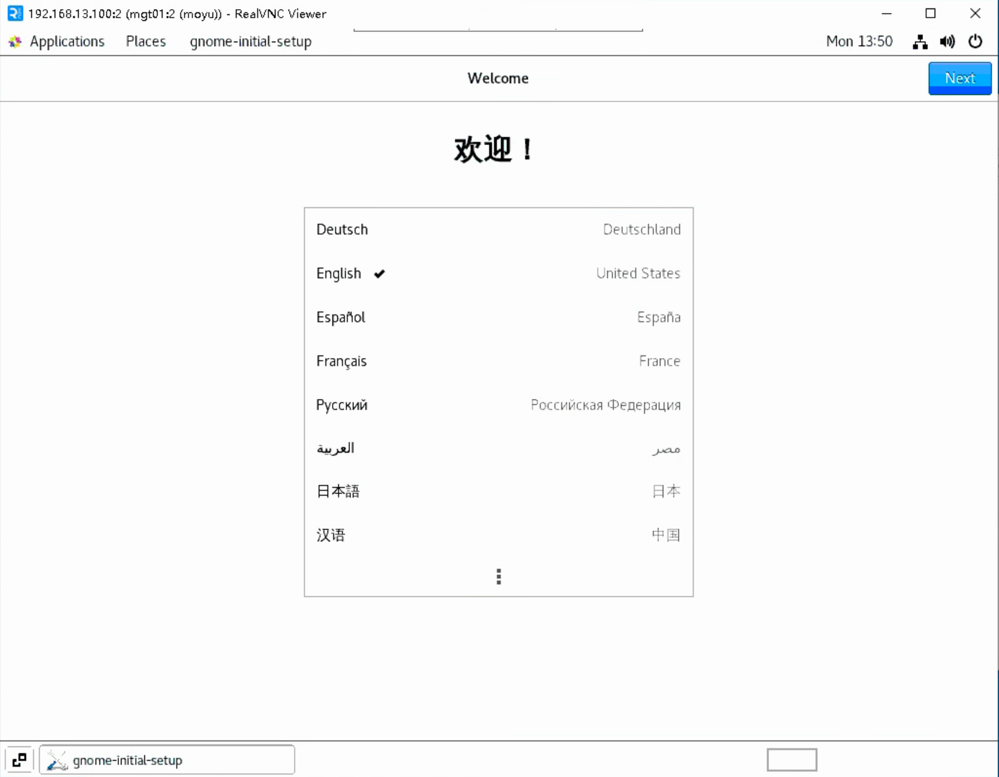 192.168.13.100:2 (mgt01:2 (moyu)) - RealVNC Viewer
Applications Places gnome-initial-setup Mon 13:50
Welcome Next
欢迎！
Deutsch Deutschland
English United States
Español España
Français France
Русский Российская Федерация
العربية مصر
日本語 日本
汉语 中国
gnome-initial-setup